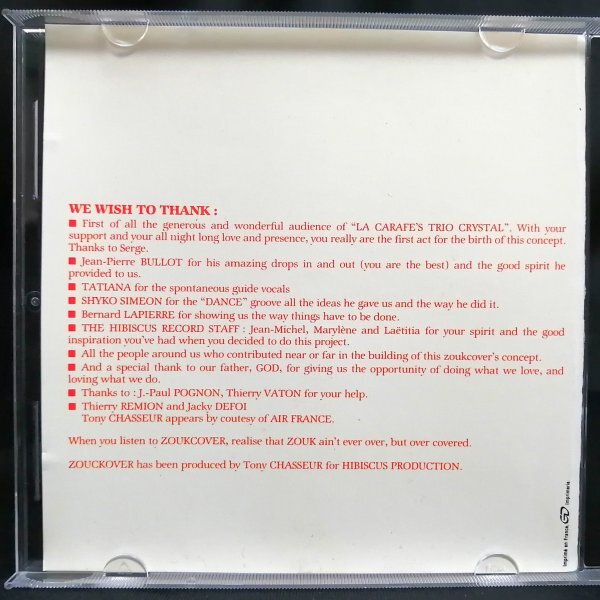 WE WISH TO THANK :
■ First of all the generous and wonderful audience of “LA CARAFE'S TRIO CRYSTAL”. With your
support and your all night long love and presence, you really are the first act for the birth of this concept.
Thanks to Serge.
■ Jean-Pierre BULLOT for his amazing drops in and out (you are the best) and the good spirit he
provided to us.
■ TATIANA for the spontaneous guide vocals
■ SHYKO SIMEON for the “DANCE” groove all the ideas he gave us and the way he did it.
■ Bernard LAPIERRE for showing us the way things have to be done.
■ THE HIBISCUS RECORD STAFF : Jean-Michel, Marylène and Laëtitia for your spirit and the good
inspiration you've had when you decided to do this project.
■ All the people around us who contributed near or far in the building of this zoukcover's concept.
■ And a special thank to our father, GOD, for giving us the opportunity of doing what we love, and
loving what we do.
■ Thanks to : J.-Paul POGNON, Thierry VATON for your help.
■ Thierry REMION and Jacky DEFOI
Tony CHASSEUR appears by coutesy of AIR FRANCE.
When you listen to ZOUKCOVER, realise that ZOUK ain't ever over, but over covered.
ZOUCKOVER has been produced by Tony CHASSEUR for HIBISCUS PRODUCTION.
Imprimé en France, GD Imprimerie